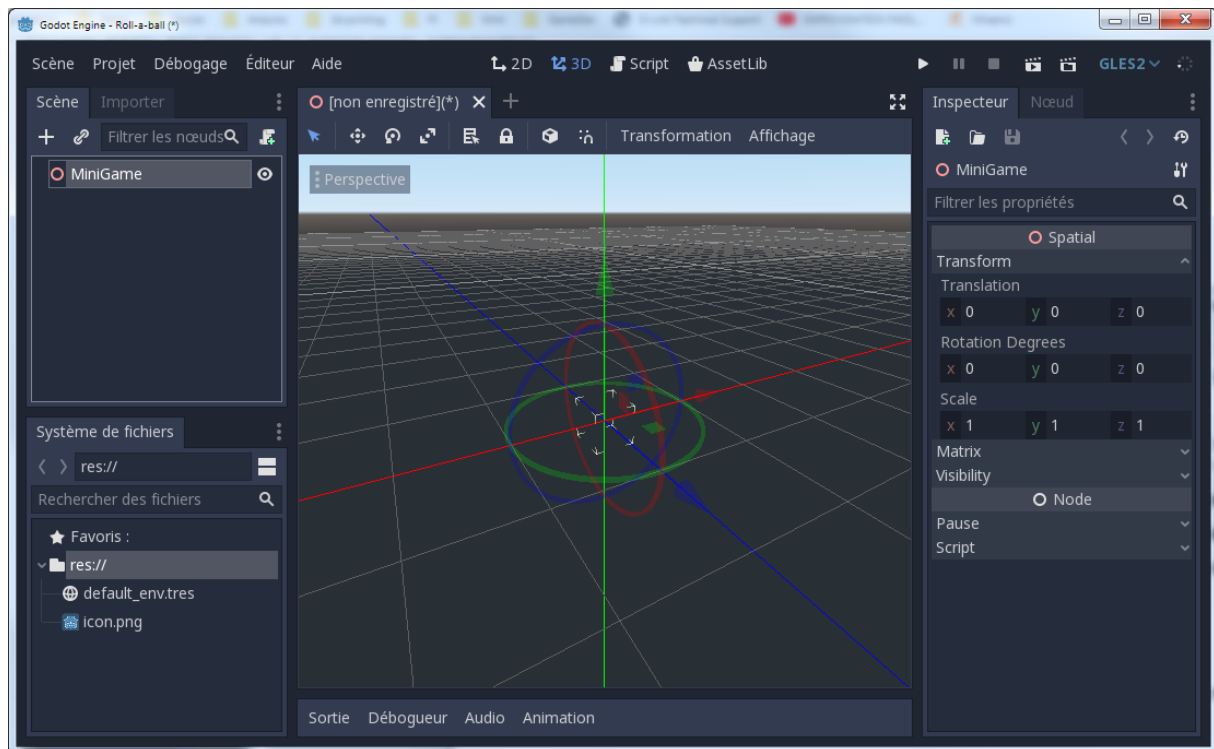 Godot Engine - Roll-a-ball (*)
Scène Projet Débogage Éditeur Aide
2D 3D Script AssetLib
GLES2
Scène Importer
Filtrer les nœuds
MiniGame
[non enregistré](*)
Transformation Affichage
Perspective
Système de fichiers
res://
Rechercher des fichiers
Favoris :
res://
default_env.tres
icon.png
Sortie Débogueur Audio Animation
Inspecteur Nœud
MiniGame
Filtrer les propriétés
Spatial
Transform
Translation
x 0 y 0 z 0
Rotation Degrees
x 0 y 0 z 0
Scale
x 1 y 1 z 1
Matrix
Visibility
Node
Pause
Script